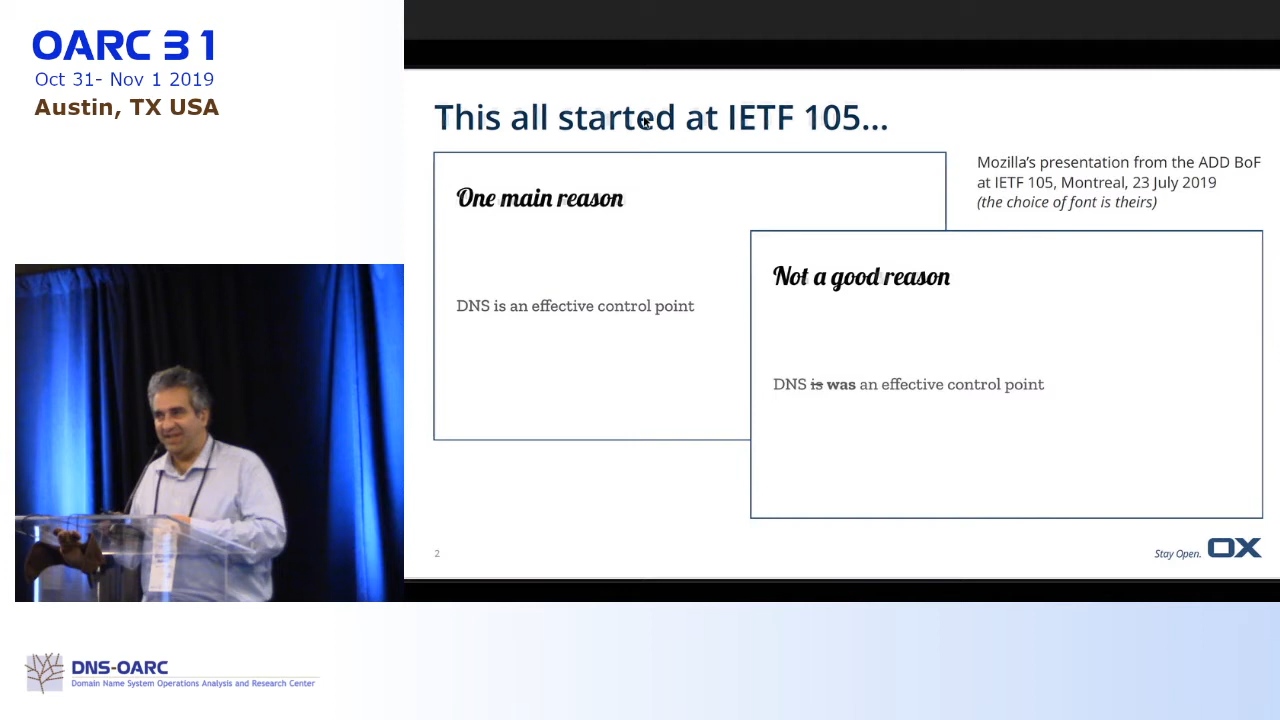 OARC 31
Oct 31- Nov 1 2019
Austin, TX USA
This all started at IETF 105...
Mozilla's presentation from the ADD BoF
at IETF 105, Montreal, 23 July 2019
(the choice of font is theirs)
One main reason
DNS is an effective control point
Not a good reason
DNS is was an effective control point
2
Stay Open. OX
DNS-OARC
Domain Name System Operations Analysis and Research Center